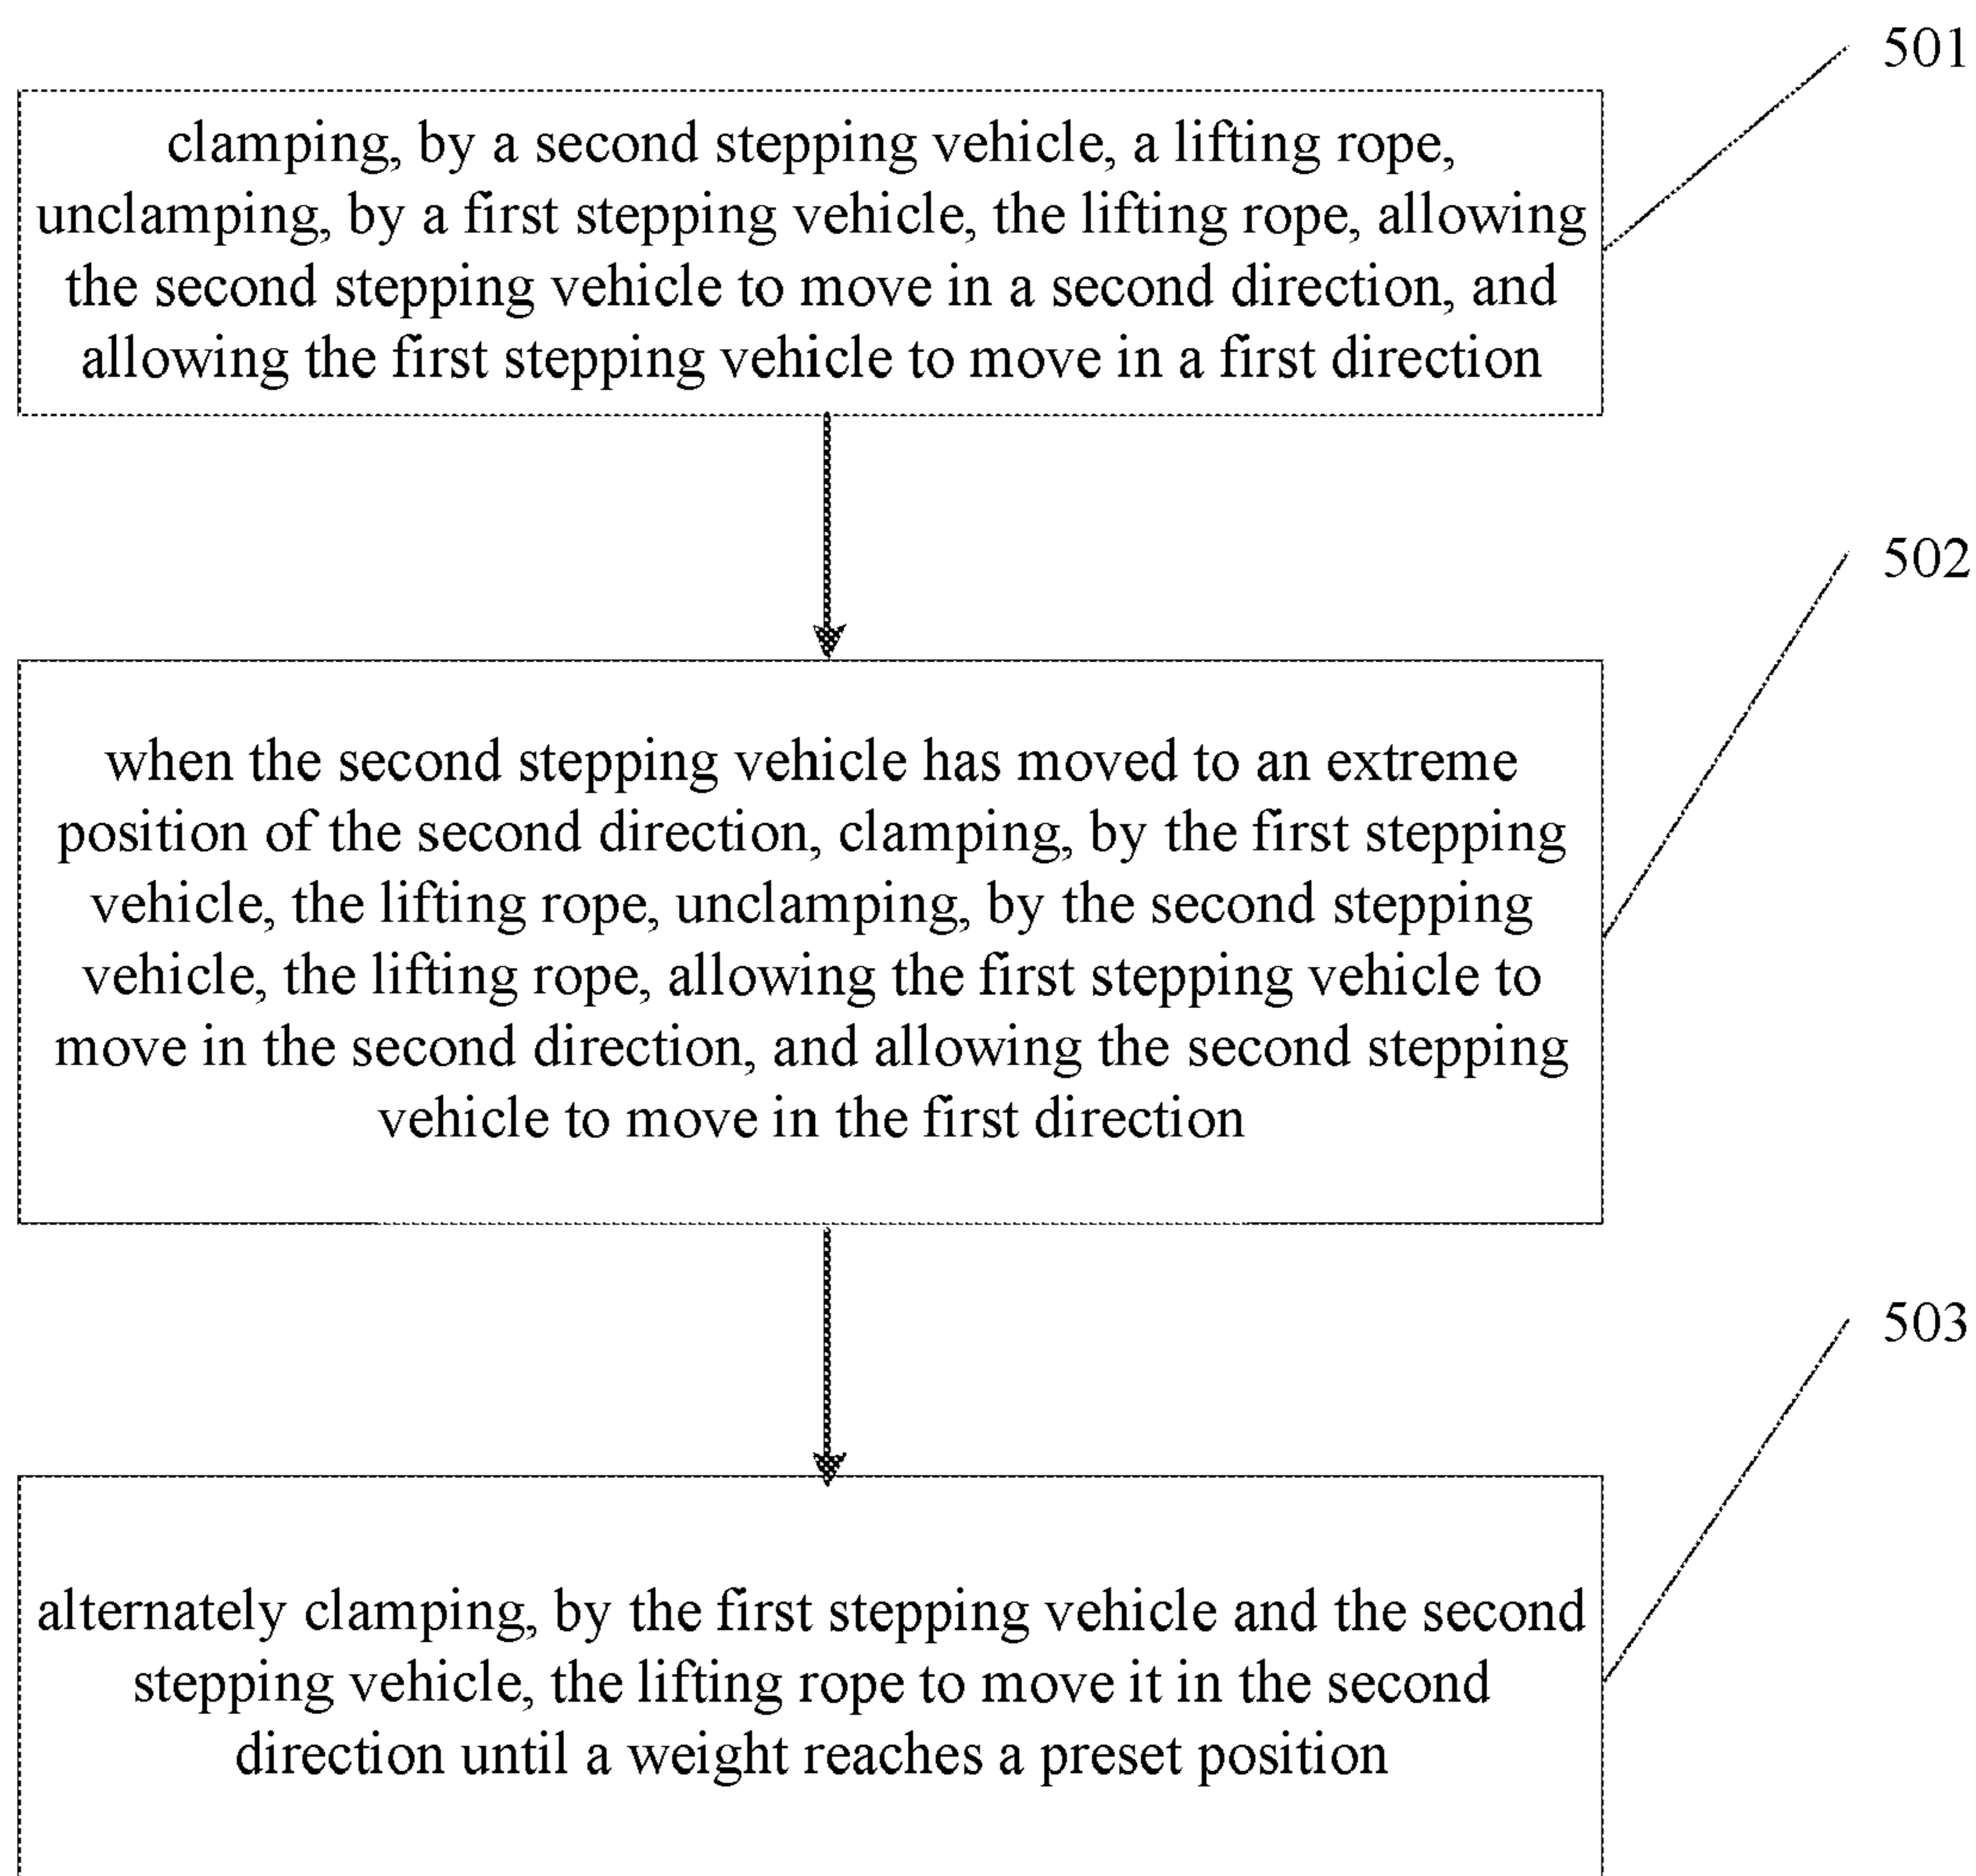 501
clamping, by a second stepping vehicle, a lifting rope,
unclamping, by a first stepping vehicle, the lifting rope, allowing
the second stepping vehicle to move in a second direction, and
allowing the first stepping vehicle to move in a first direction
502
when the second stepping vehicle has moved to an extreme
position of the second direction, clamping, by the first stepping
vehicle, the lifting rope, unclamping, by the second stepping
vehicle, the lifting rope, allowing the first stepping vehicle to
move in the second direction, and allowing the second stepping
vehicle to move in the first direction
503
alternately clamping, by the first stepping vehicle and the second
stepping vehicle, the lifting rope to move it in the second
direction until a weight reaches a preset position